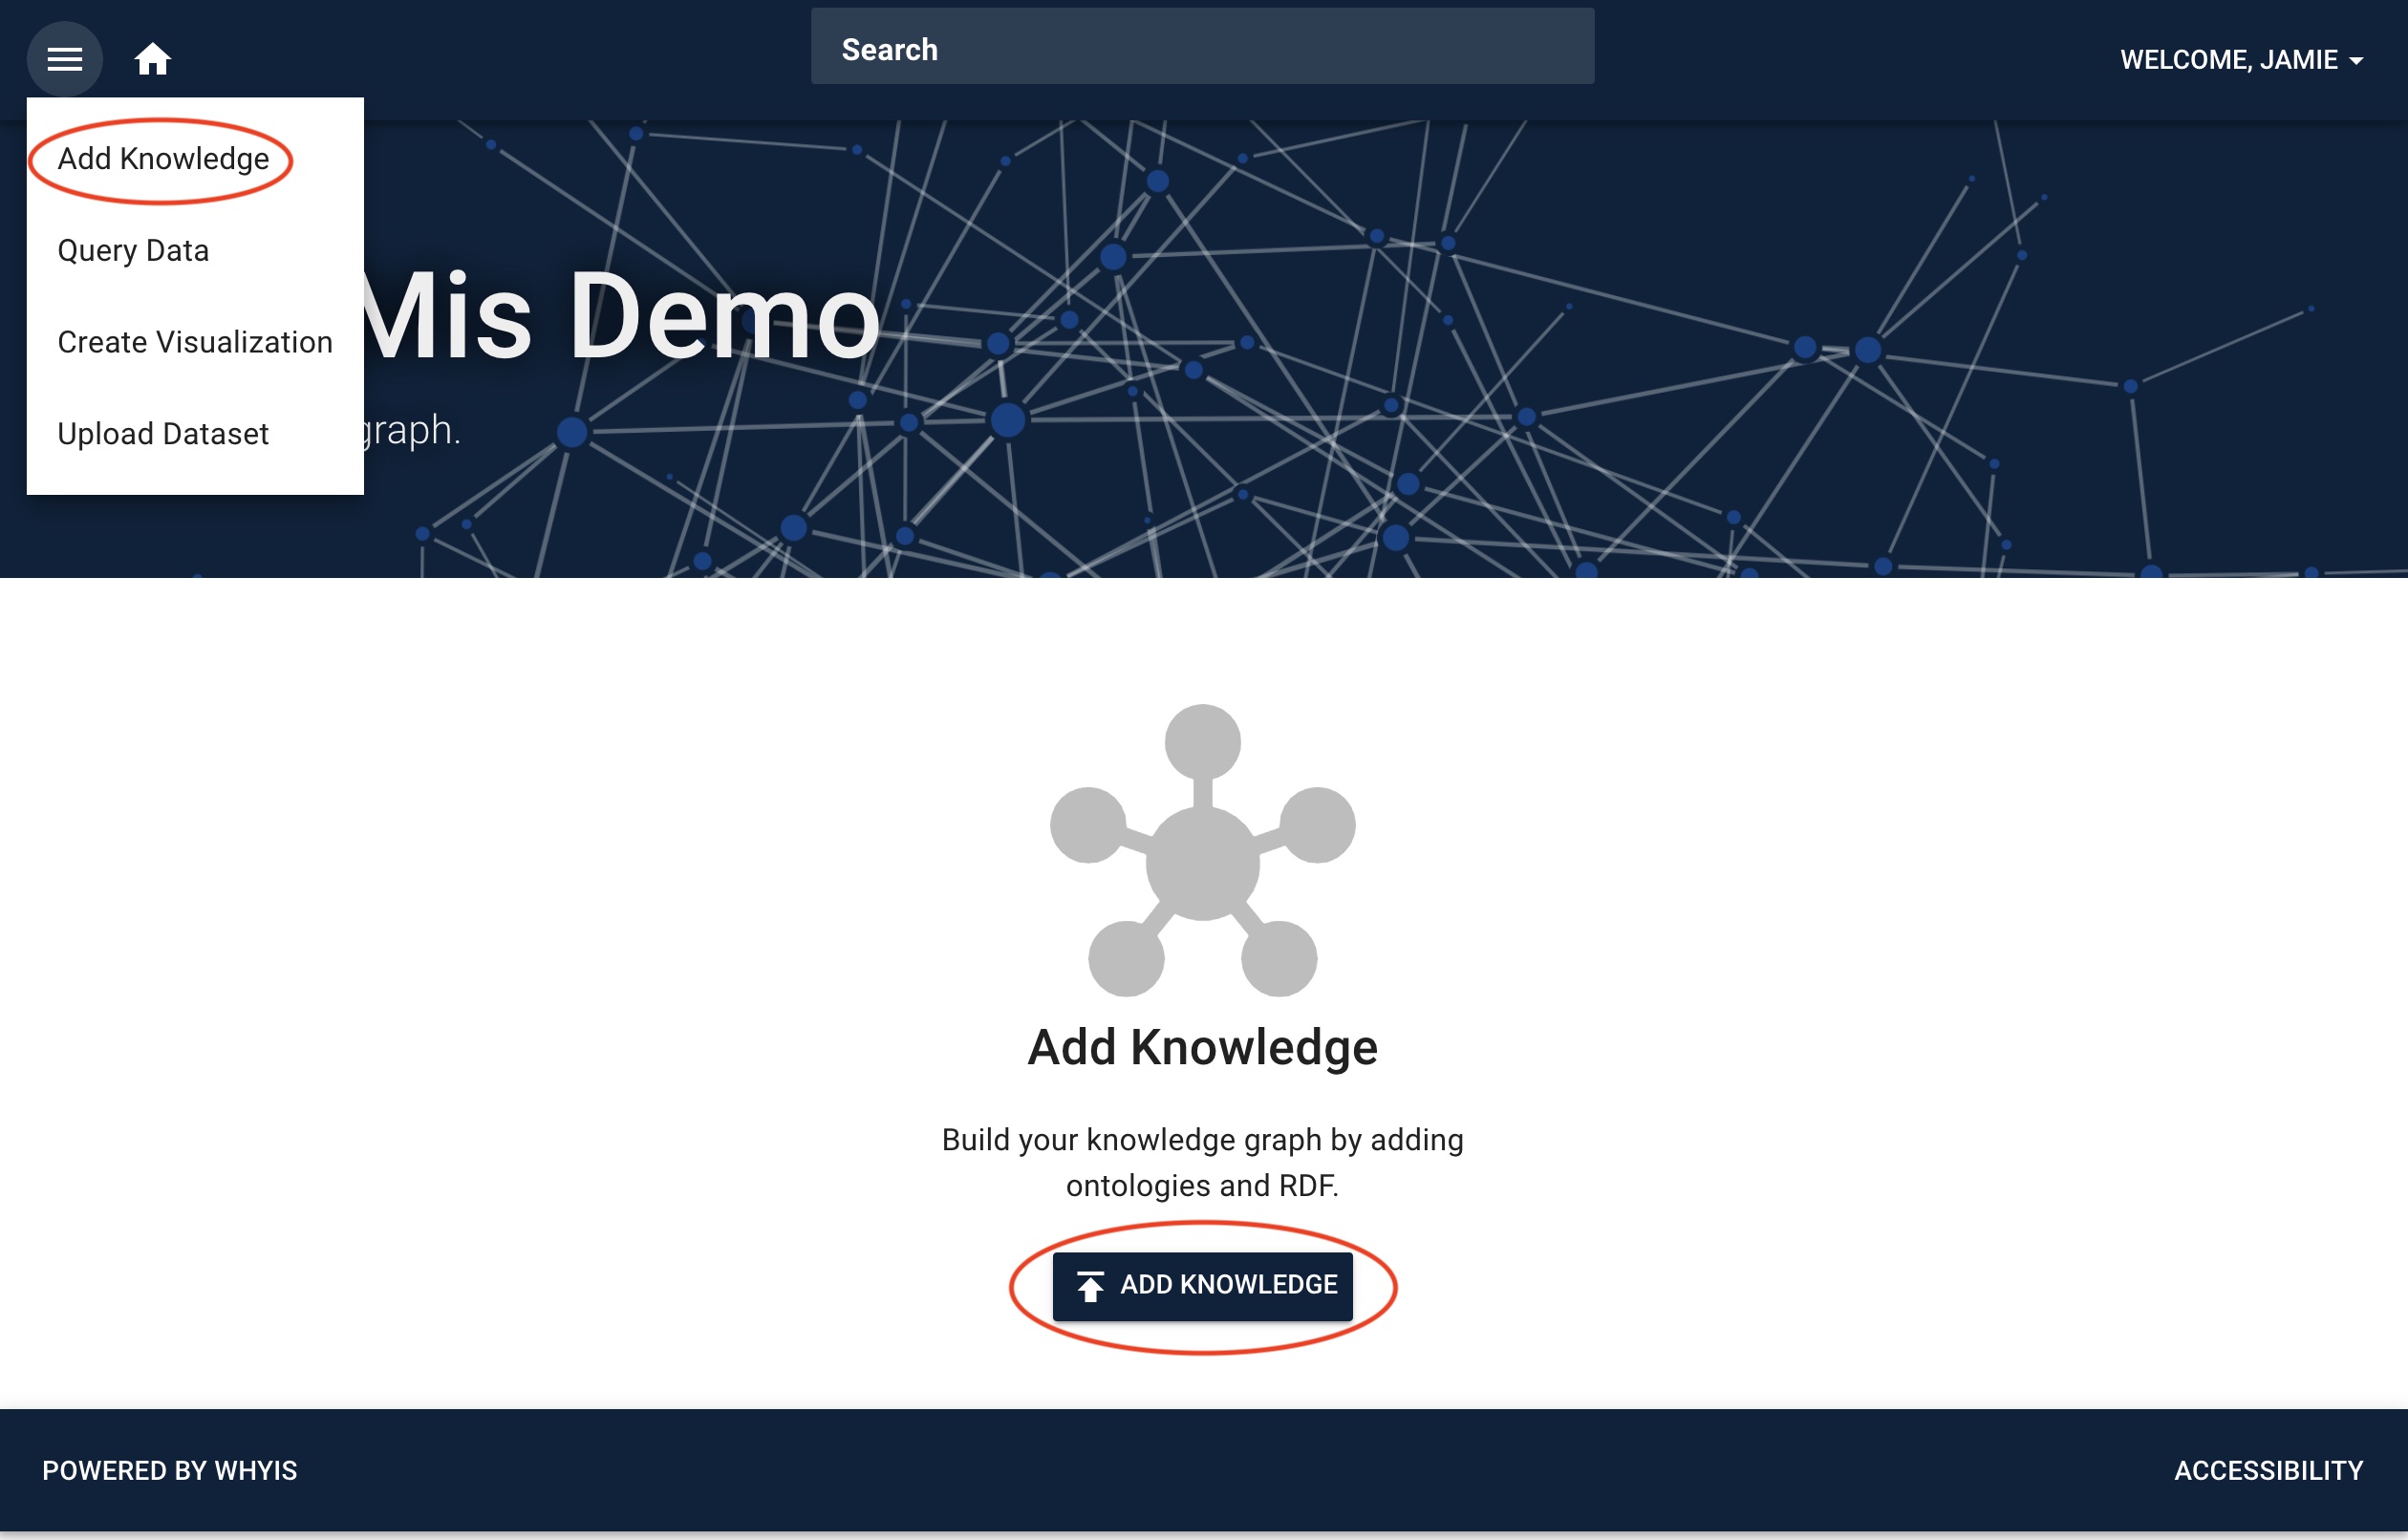 Search
WELCOME, JAMIE
Add Knowledge
Query Data
Create Visualization
Upload Dataset
Mis Demo
graph.
Add Knowledge
Build your knowledge graph by adding
ontologies and RDF.
ADD KNOWLEDGE
POWERED BY WHYIS
ACCESSIBILITY